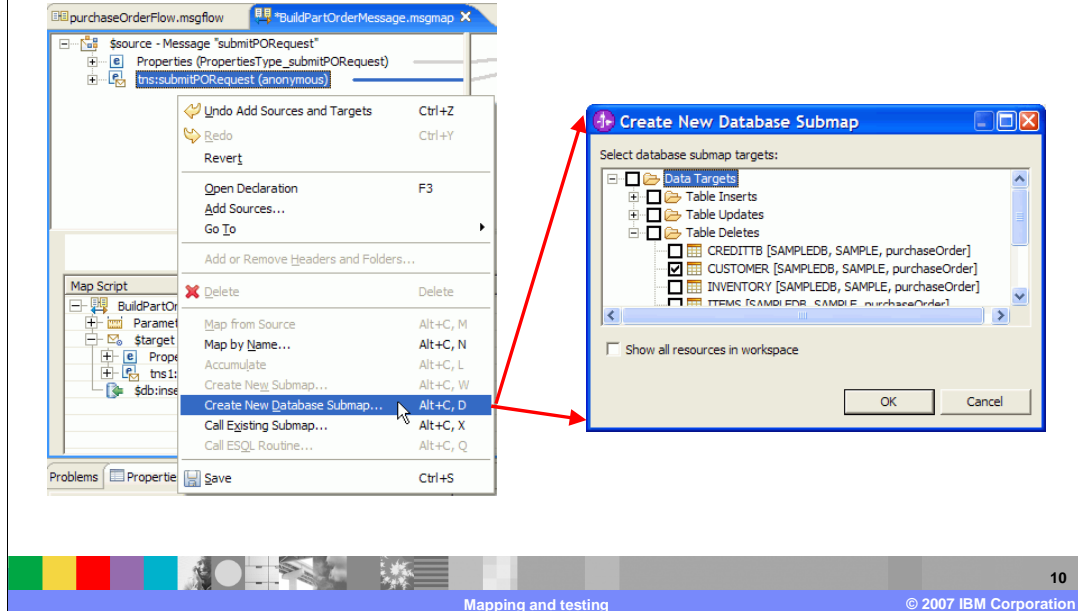 purchaseOrderFlow.msgflow
*BuildPartOrderMessage.msgmap
$source - Message "submitPORequest"
Properties (PropertiesType_submitPORequest)
tns:submitPORequest (anonymous)
Undo Add Sources and Targets Ctrl+Z
Redo Ctrl+Y
Revert
Open Declaration F3
Add Sources...
Go To
Add or Remove Headers and Folders...
Delete Delete
Map from Source Alt+C, M
Map by Name... Alt+C, N
Accumulate Alt+C, L
Create New Submap... Alt+C, W
Create New Database Submap... Alt+C, D
Call Existing Submap... Alt+C, X
Call ESQL Routine... Alt+C, Q
Save Ctrl+S
Map Script
BuildPartOr
Paramet
$target
Prope
tns1:
$db:inse
Problems
Propertie
Create New Database Submap
Select database submap targets:
Data Targets
Table Inserts
Table Updates
Table Deletes
CREDITTB [SAMPLEDB, SAMPLE, purchaseOrder]
CUSTOMER [SAMPLEDB, SAMPLE, purchaseOrder]
INVENTORY [SAMPLEDB, SAMPLE, purchaseOrder]
ITEMS [SAMPLEDB, SAMPLE, purchaseOrder]
Show all resources in workspace
OK
Cancel
10
Mapping and testing
© 2007 IBM Corporation